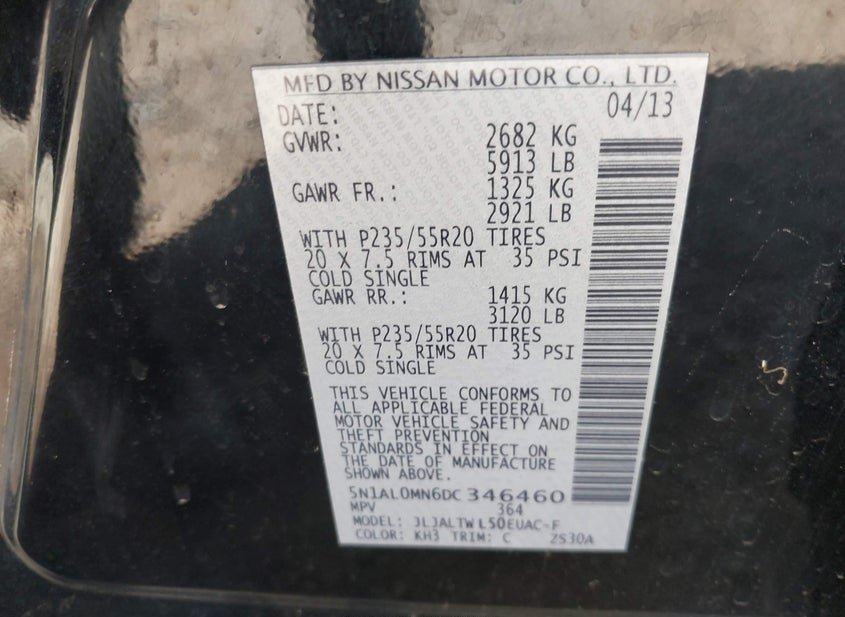 MFD BY NISSAN MOTOR CO., LTD.
DATE: 04/13
GVWR: 2682 KG
5913 LB
GAWR FR.: 1325 KG
2921 LB
WITH P235/55R20 TIRES
20 X 7.5 RIMS AT 35 PSI
COLD SINGLE
GAWR RR.: 1415 KG
3120 LB
WITH P235/55R20 TIRES
20 X 7.5 RIMS AT 35 PSI
COLD SINGLE
THIS VEHICLE CONFORMS TO
ALL APPLICABLE FEDERAL
MOTOR VEHICLE SAFETY AND
THEFT PREVENTION
STANDARDS IN EFFECT ON
THE DATE OF MANUFACTURE
SHOWN ABOVE.
5N1AL0MN6DC346460
MPV 364
MODEL: JLJALTWL50EUAC-F
COLOR: KH3 TRIM: C 2S30A